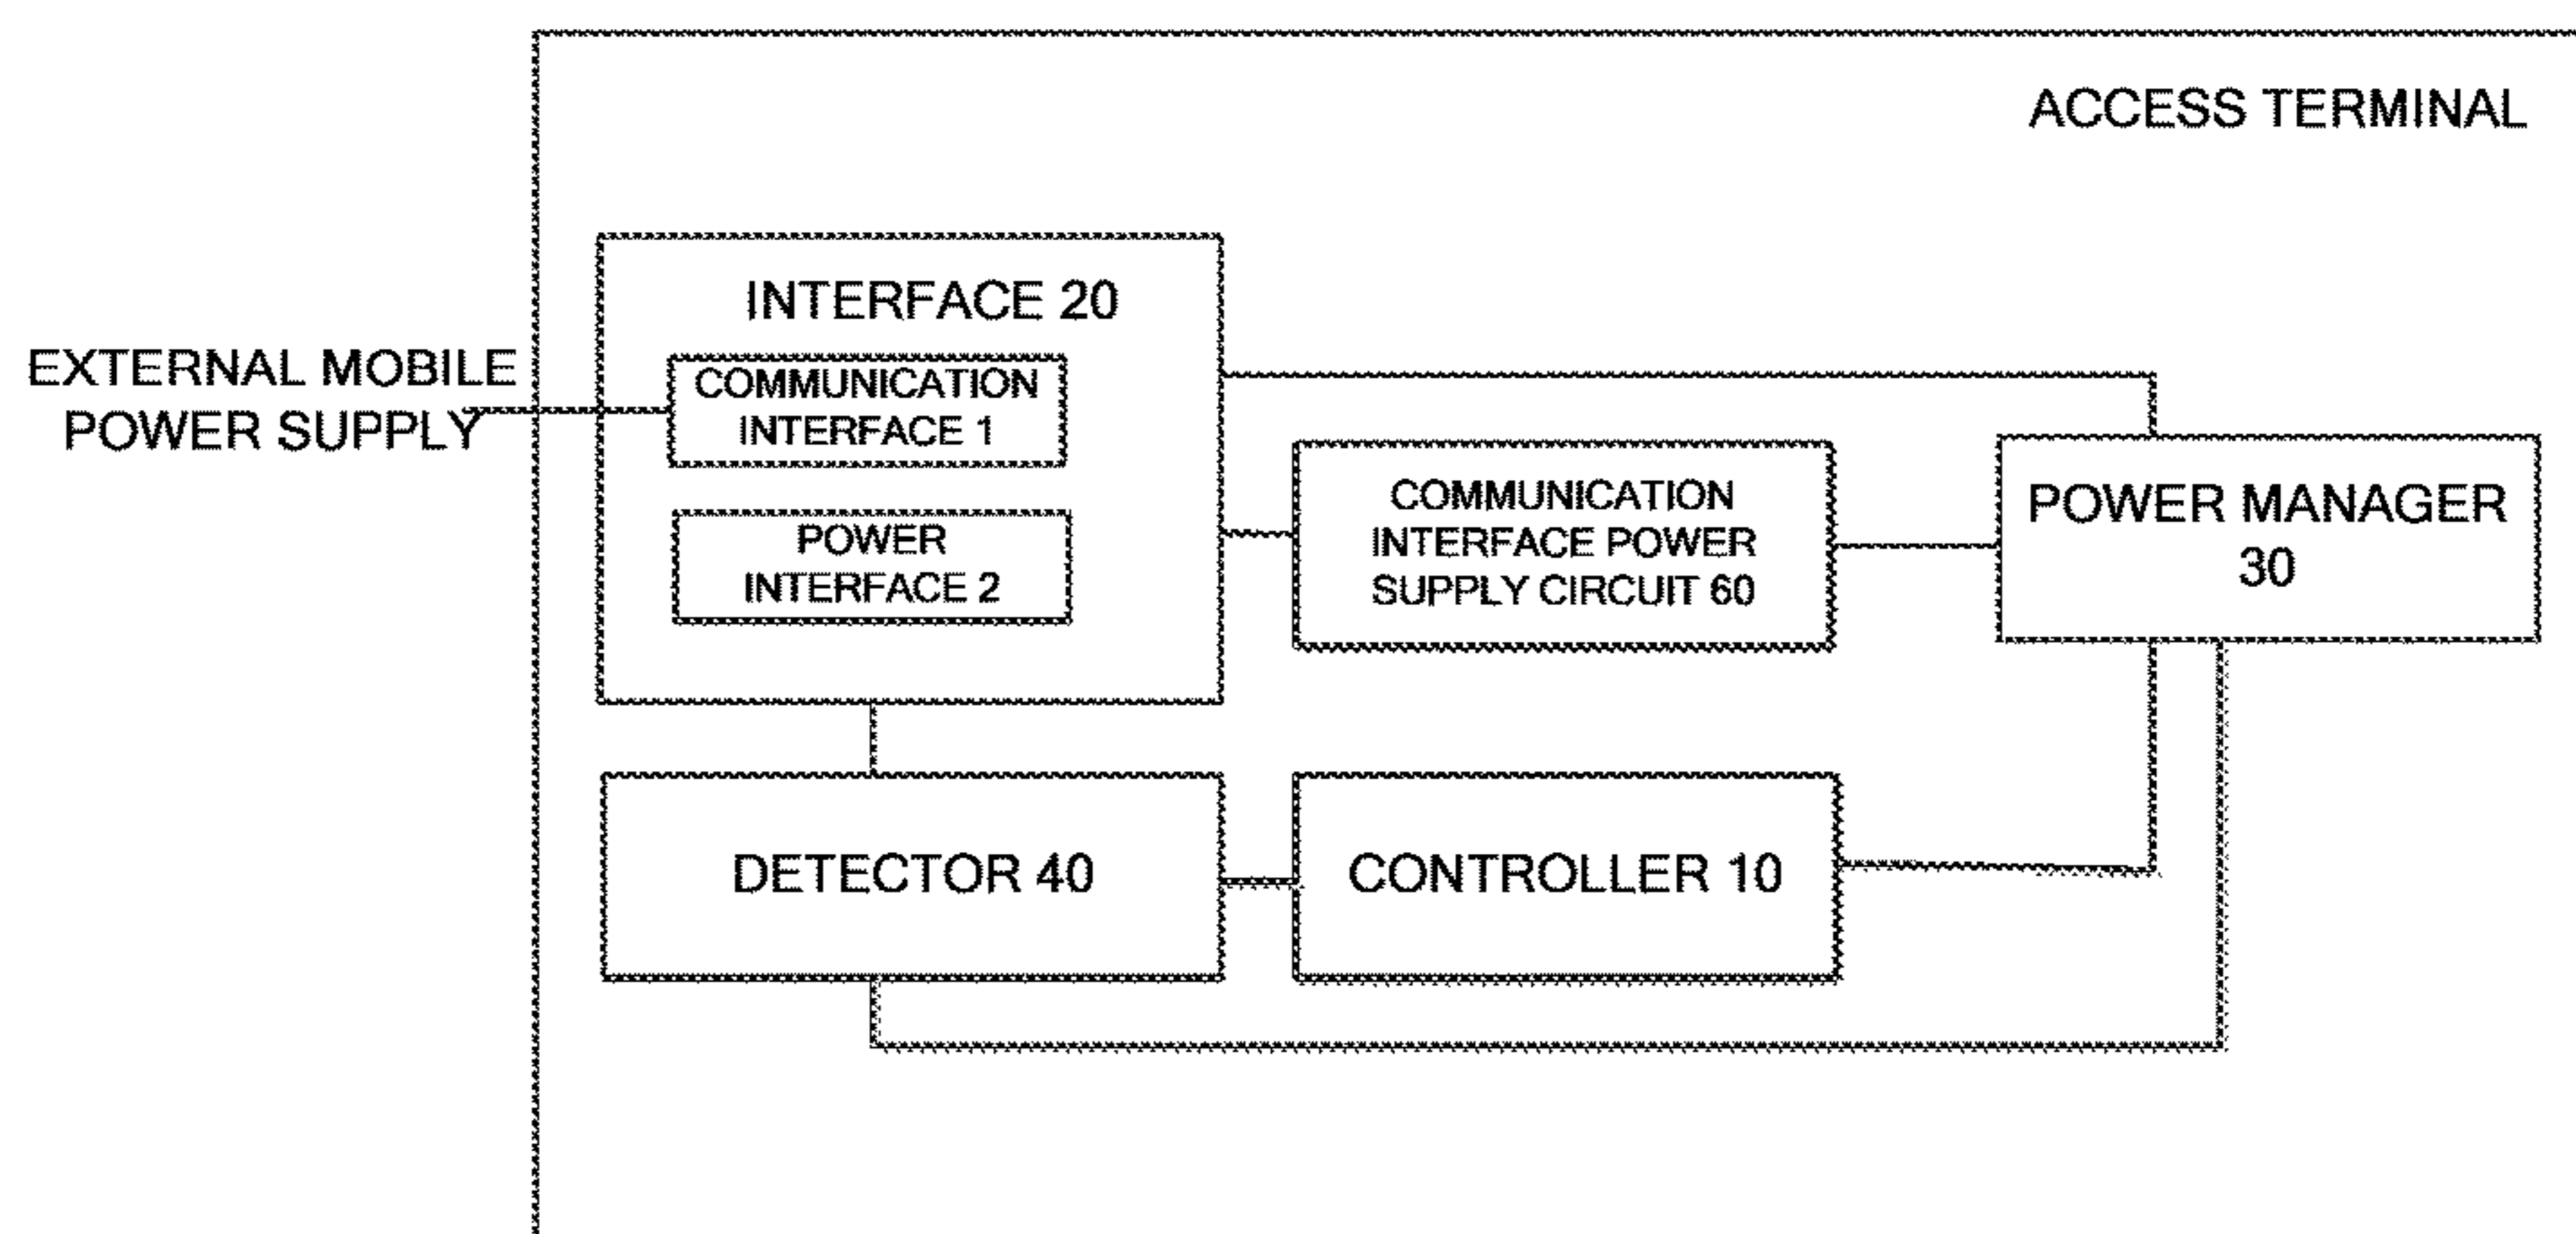 ACCESS TERMINAL
INTERFACE 20
EXTERNAL MOBILE
POWER SUPPLY
COMMUNICATION
INTERFACE 1
POWER
INTERFACE 2
COMMUNICATION
INTERFACE POWER
SUPPLY CIRCUIT 60
POWER MANAGER
30
DETECTOR 40
CONTROLLER 10